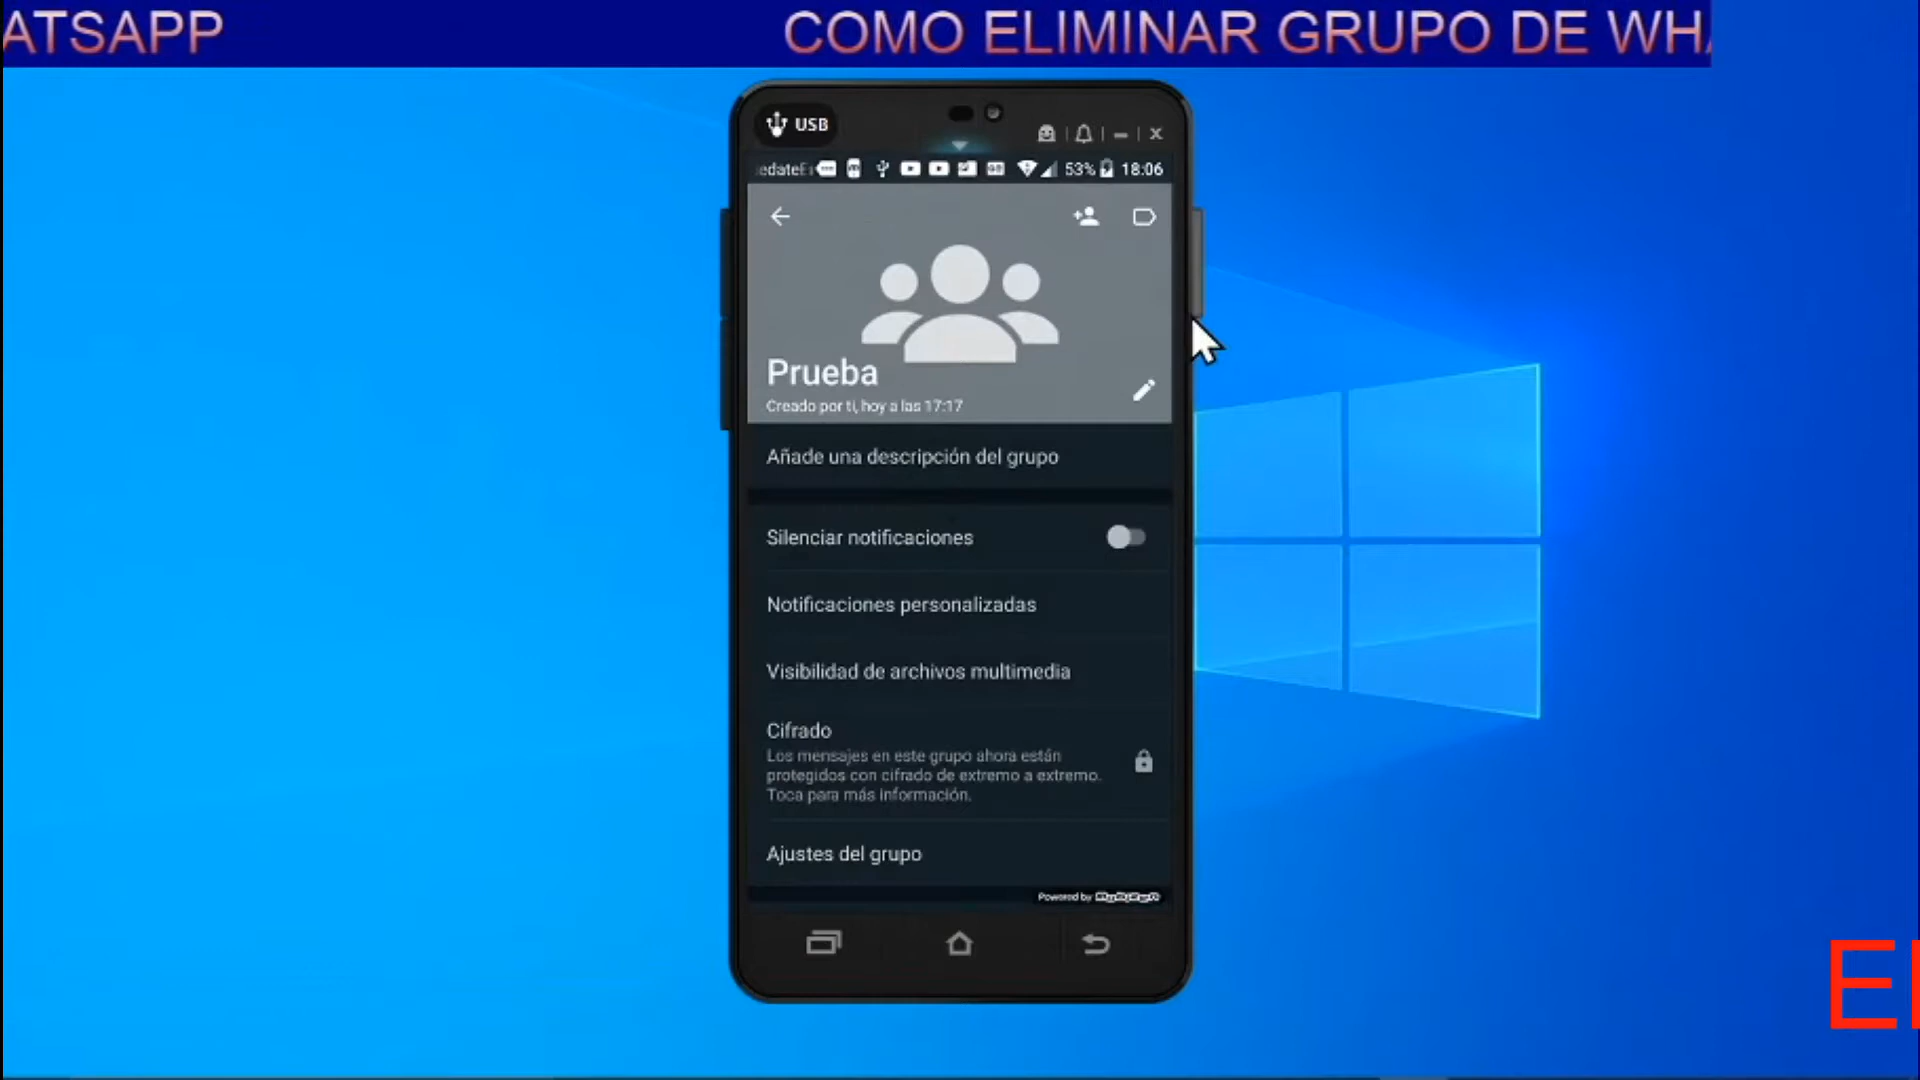 ATSAPP
COMO ELIMINAR GRUPO DE WHA
USB
edateE
53%
18:06
Prueba
Creado por ti, hoy a las 17:17
Añade una descripción del grupo
Silenciar notificaciones
Notificaciones personalizadas
Visibilidad de archivos multimedia
Cifrado
Los mensajes en este grupo ahora están
protegidos con cifrado de extremo a extremo.
Toca para más información.
Ajustes del grupo
Powered by